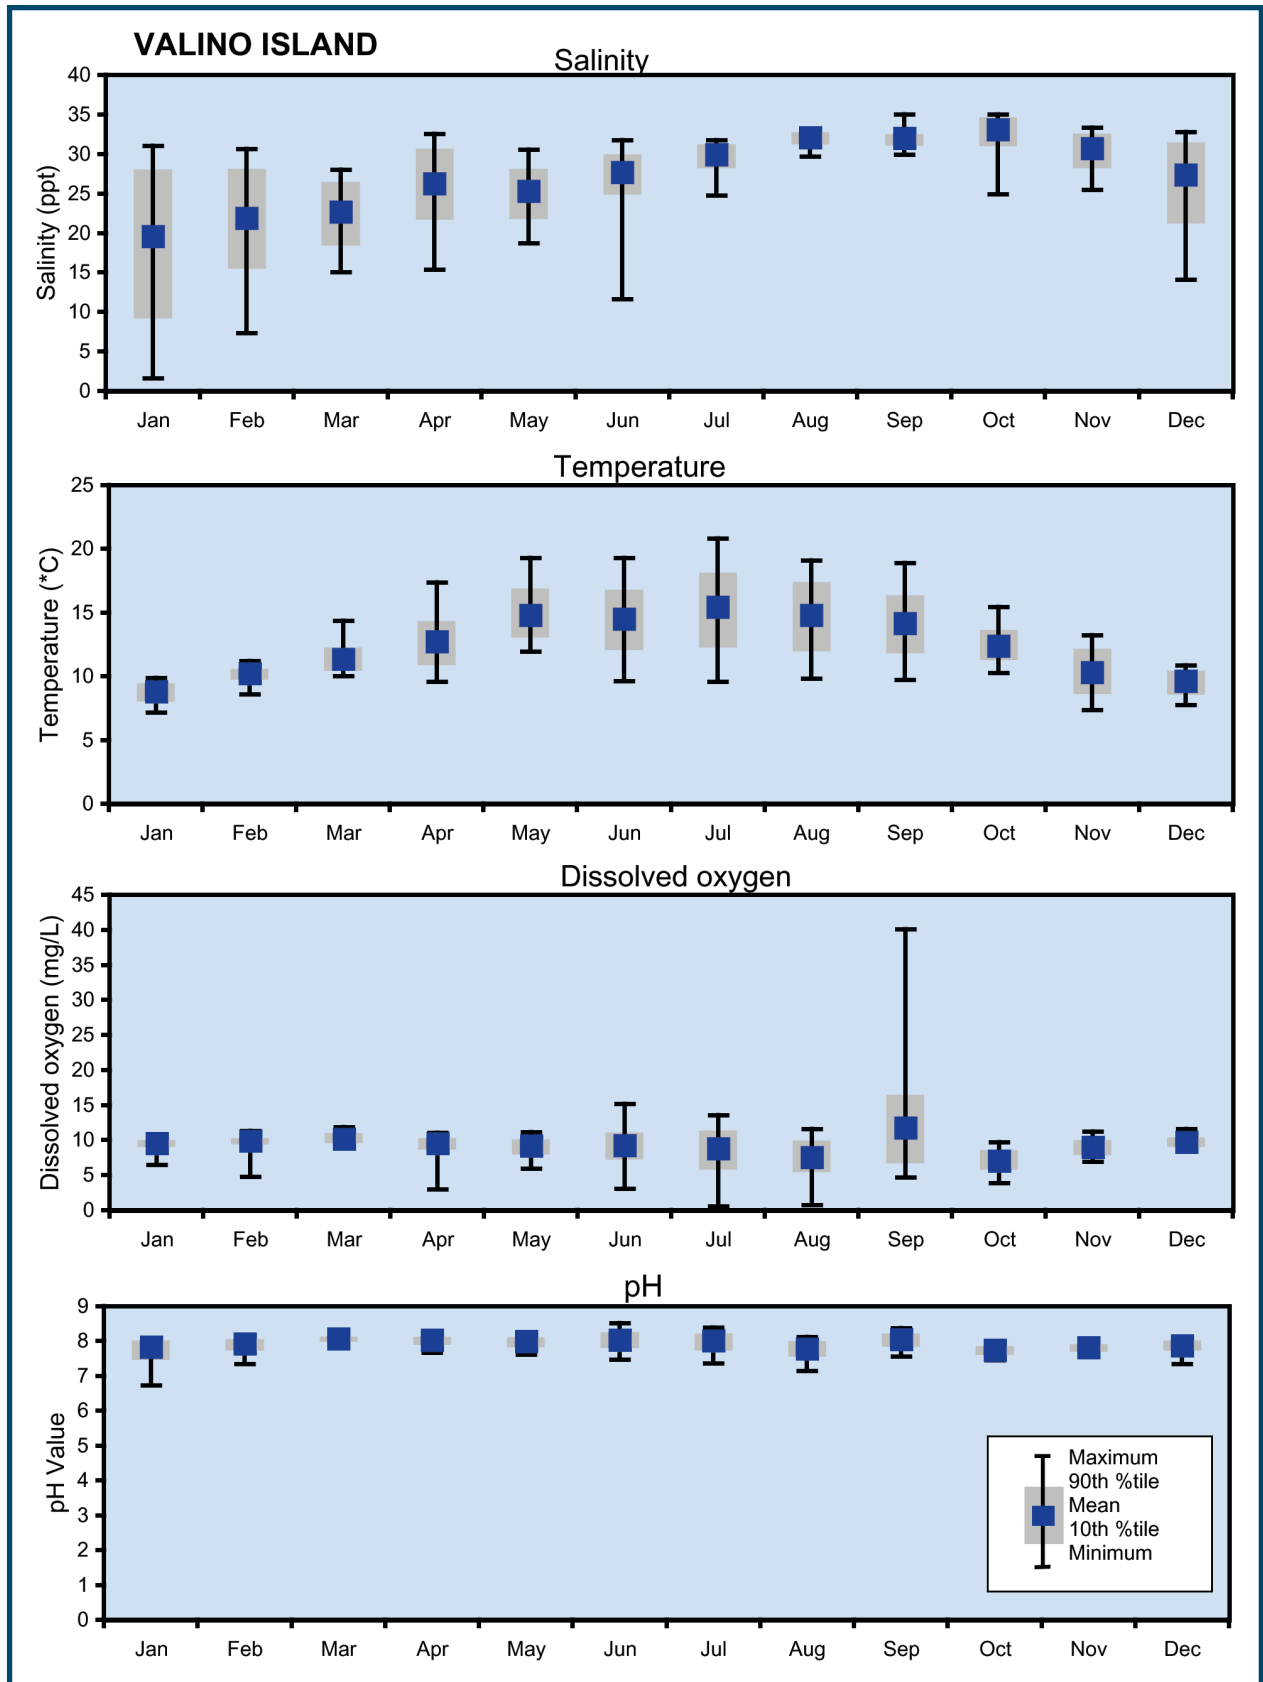 VALINO ISLAND
Salinity
40
35
30
25
20
15
10
5
0
Salinity (ppt)
Jan Feb Mar Apr May Jun Jul Aug Sep Oct Nov Dec
Temperature
25
20
15
10
5
0
Temperature (*C)
Jan Feb Mar Apr May Jun Jul Aug Sep Oct Nov Dec
Dissolved oxygen
45
40
35
30
25
20
15
10
5
0
Dissolved oxygen (mg/L)
Jan Feb Mar Apr May Jun Jul Aug Sep Oct Nov Dec
pH
9
8
7
6
5
4
3
2
1
0
pH Value
Maximum
90th %tile
Mean
10th %tile
Minimum
Jan Feb Mar Apr May Jun Jul Aug Sep Oct Nov Dec